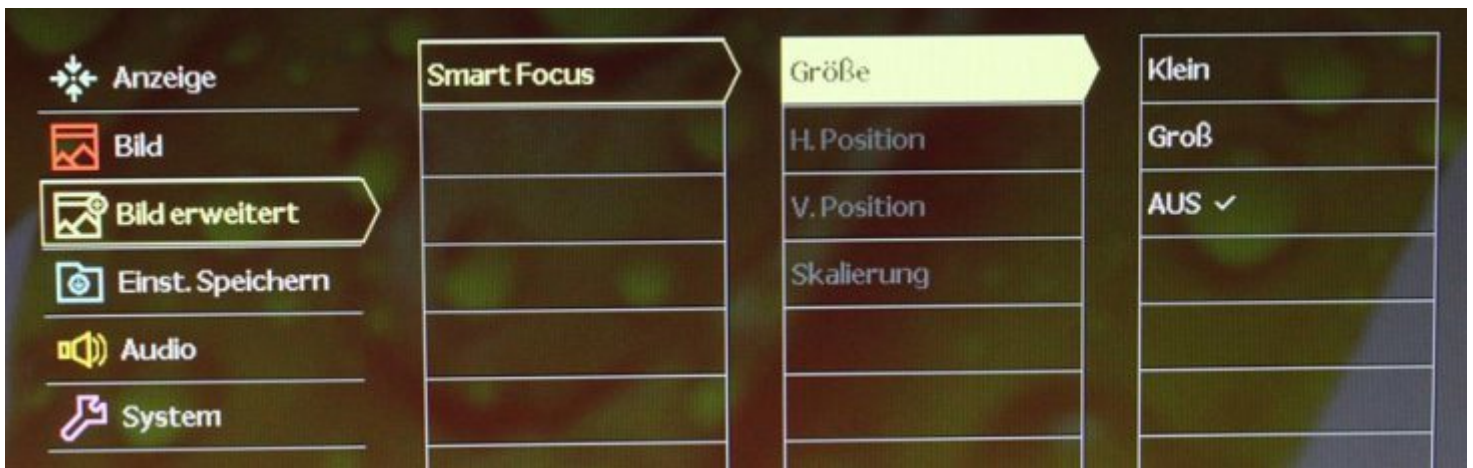 Anzeige
Bild
Bild erweitert
Einst. Speichern
Audio
System
Smart Focus
Größe
H. Position
V. Position
Skalierung
Klein
Groß
AUS